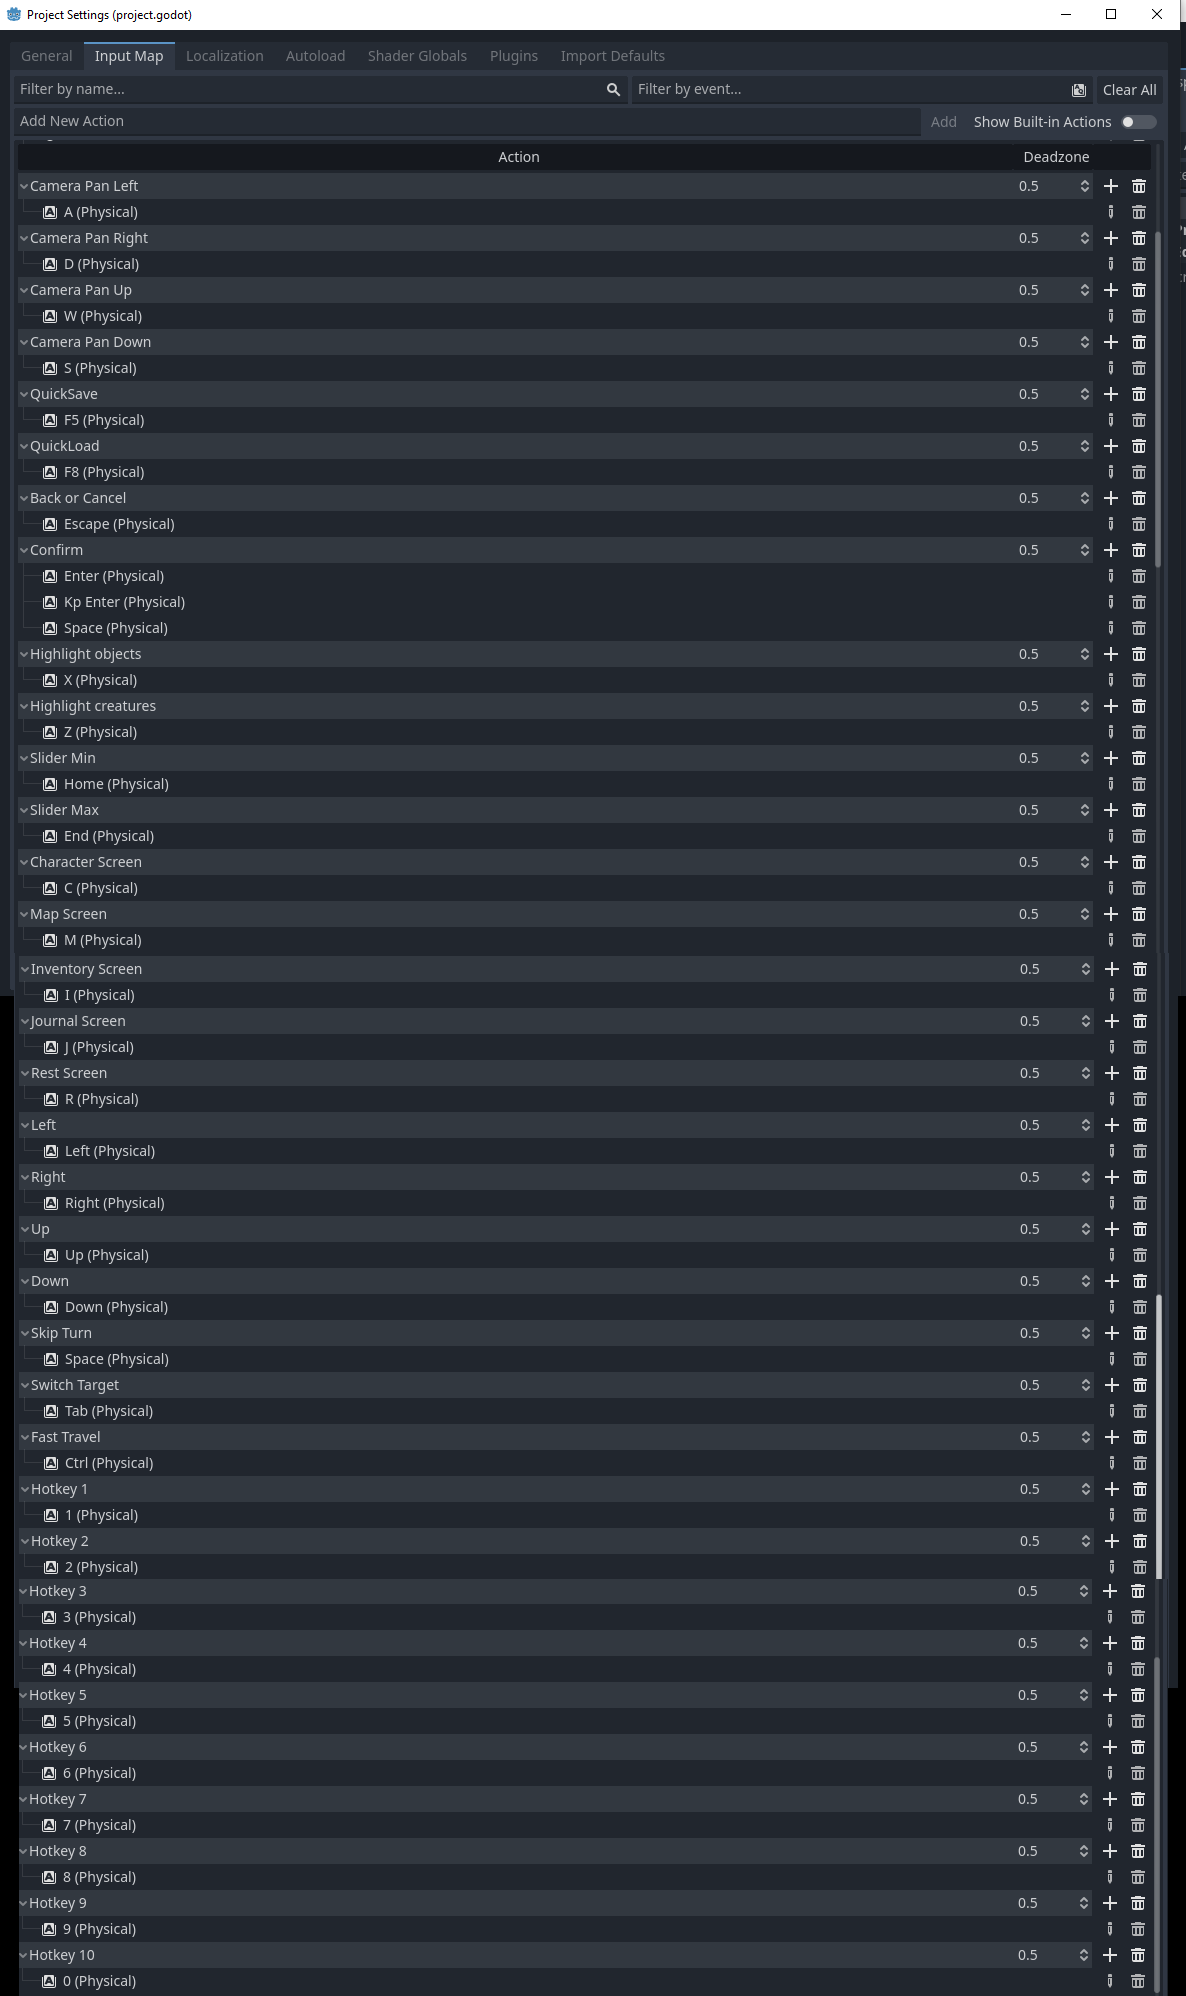 Project Settings (project.godot)
General Input Map Localization Autoload Shader Globals Plugins Import Defaults
Filter by name... Filter by event... Clear All
Add New Action Add Show Built-in Actions
Action Deadzone
Camera Pan Left 0.5
A (Physical)
Camera Pan Right 0.5
D (Physical)
Camera Pan Up 0.5
W (Physical)
Camera Pan Down 0.5
S (Physical)
QuickSave 0.5
F5 (Physical)
QuickLoad 0.5
F8 (Physical)
Back or Cancel 0.5
Escape (Physical)
Confirm 0.5
Enter (Physical)
Kp Enter (Physical)
Space (Physical)
Highlight objects 0.5
X (Physical)
Highlight creatures 0.5
Z (Physical)
Slider Min 0.5
Home (Physical)
Slider Max 0.5
End (Physical)
Character Screen 0.5
C (Physical)
Map Screen 0.5
M (Physical)
Inventory Screen 0.5
I (Physical)
Journal Screen 0.5
J (Physical)
Rest Screen 0.5
R (Physical)
Left 0.5
Left (Physical)
Right 0.5
Right (Physical)
Up 0.5
Up (Physical)
Down 0.5
Down (Physical)
Skip Turn 0.5
Space (Physical)
Switch Target 0.5
Tab (Physical)
Fast Travel 0.5
Ctrl (Physical)
Hotkey 1 0.5
1 (Physical)
Hotkey 2 0.5
2 (Physical)
Hotkey 3 0.5
3 (Physical)
Hotkey 4 0.5
4 (Physical)
Hotkey 5 0.5
5 (Physical)
Hotkey 6 0.5
6 (Physical)
Hotkey 7 0.5
7 (Physical)
Hotkey 8 0.5
8 (Physical)
Hotkey 9 0.5
9 (Physical)
Hotkey 10 0.5
0 (Physical)